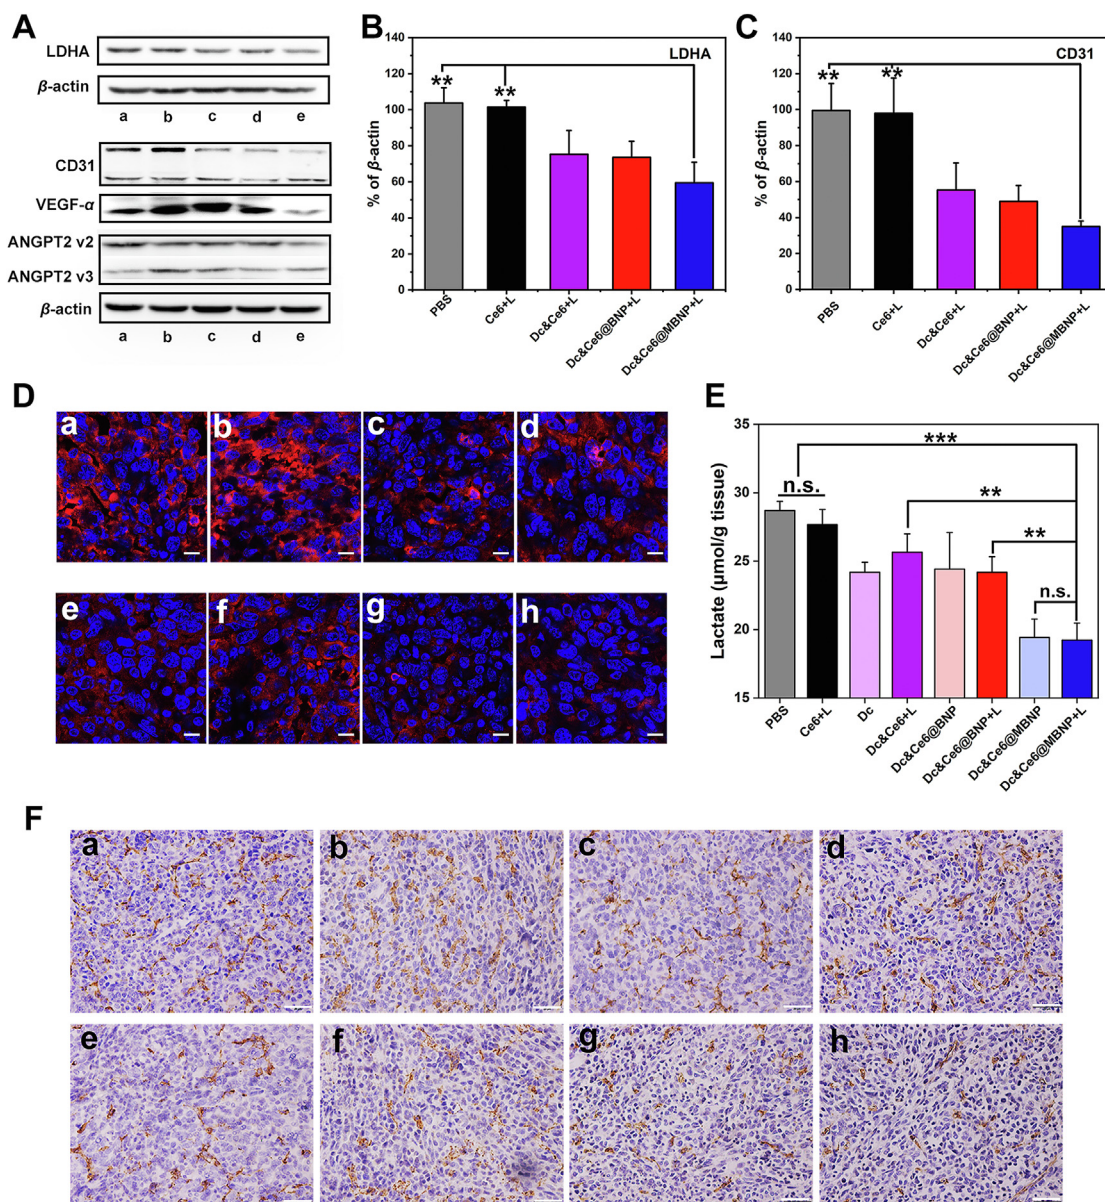 A
LDHA
β-actin
a b c d e
CD31
VEGF-α
ANGPT2 v2
ANGPT2 v3
β-actin
a b c d e
B
LDHA
% of β-actin
140
120
100
80
60
40
20
0
**
**
PBS
Ce6+L
Dc&Ce6+L
Dc&Ce6@BNP+L
Dc&Ce6@MBNP+L
C
CD31
% of β-actin
140
120
100
80
60
40
20
0
**
**
PBS
Ce6+L
Dc&Ce6+L
Dc&Ce6@BNP+L
Dc&Ce6@MBNP+L
D
a b c d
e f g h
E
Lactate (μmol/g tissue)
35
30
25
20
15
***
n.s.
**
**
n.s.
PBS
Ce6+L
Dc
Dc&Ce6+L
Dc&Ce6@BNP
Dc&Ce6@BNP+L
Dc&Ce6@MBNP
Dc&Ce6@MBNP+L
F
a b c d
e f g h